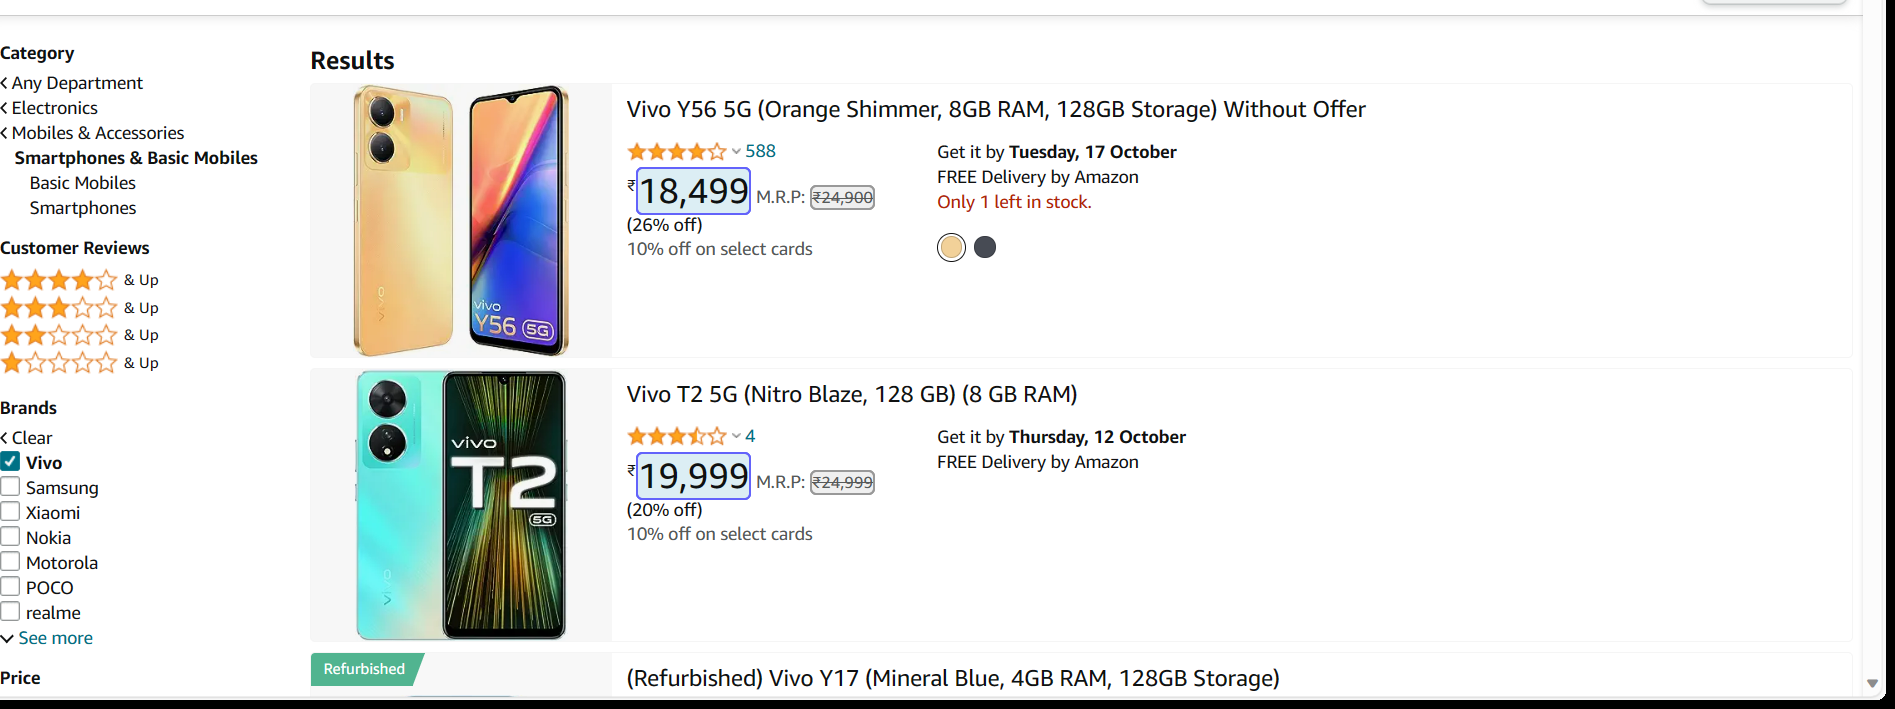 Category
Any Department
Electronics
Mobiles & Accessories
Smartphones & Basic Mobiles
Basic Mobiles
Smartphones
Customer Reviews
& Up
& Up
& Up
& Up
Brands
Clear
Vivo
Samsung
Xiaomi
Nokia
Motorola
POCO
realme
See more
Price
Results
vivo
vivo
Y56 5G
Vivo Y56 5G (Orange Shimmer, 8GB RAM, 128GB Storage) Without Offer
588
₹18,499 M.R.P: ₹24,900
(26% off)
10% off on select cards
Get it by Tuesday, 17 October
FREE Delivery by Amazon
Only 1 left in stock.
vivo
vivo
T2
5G
Vivo T2 5G (Nitro Blaze, 128 GB) (8 GB RAM)
4
₹19,999 M.R.P: ₹24,999
(20% off)
10% off on select cards
Get it by Thursday, 12 October
FREE Delivery by Amazon
Refurbished
(Refurbished) Vivo Y17 (Mineral Blue, 4GB RAM, 128GB Storage)